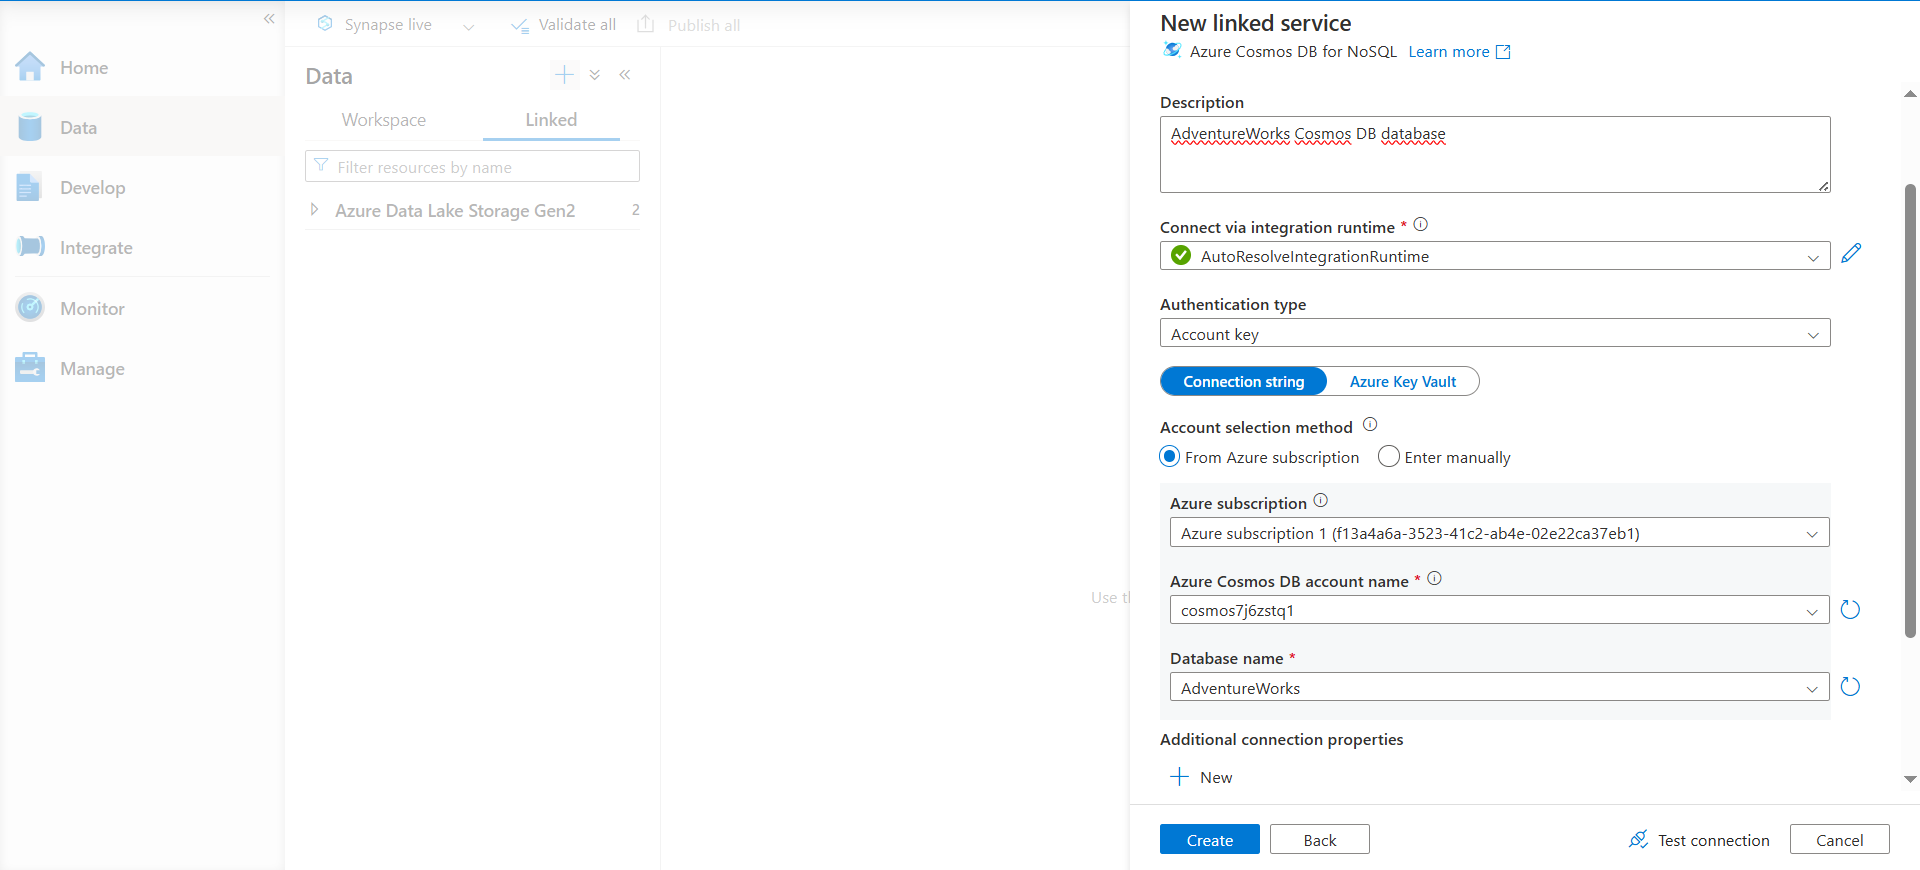 Home
Data
Develop
Integrate
Monitor
Manage
Synapse live
Validate all
Publish all
Data
Workspace
Linked
Filter resources by name
Azure Data Lake Storage Gen2 2
Use
New linked service
Azure Cosmos DB for NoSQL Learn more
Description
AdventureWorks Cosmos DB database
Connect via integration runtime *
AutoResolveIntegrationRuntime
Authentication type
Account key
Connection string Azure Key Vault
Account selection method
From Azure subscription Enter manually
Azure subscription
Azure subscription 1 (f13a4a6a-3523-41c2-ab4e-02e22ca37eb1)
Azure Cosmos DB account name *
cosmos7j6zstq1
Database name *
AdventureWorks
Additional connection properties
New
Create Back Test connection Cancel